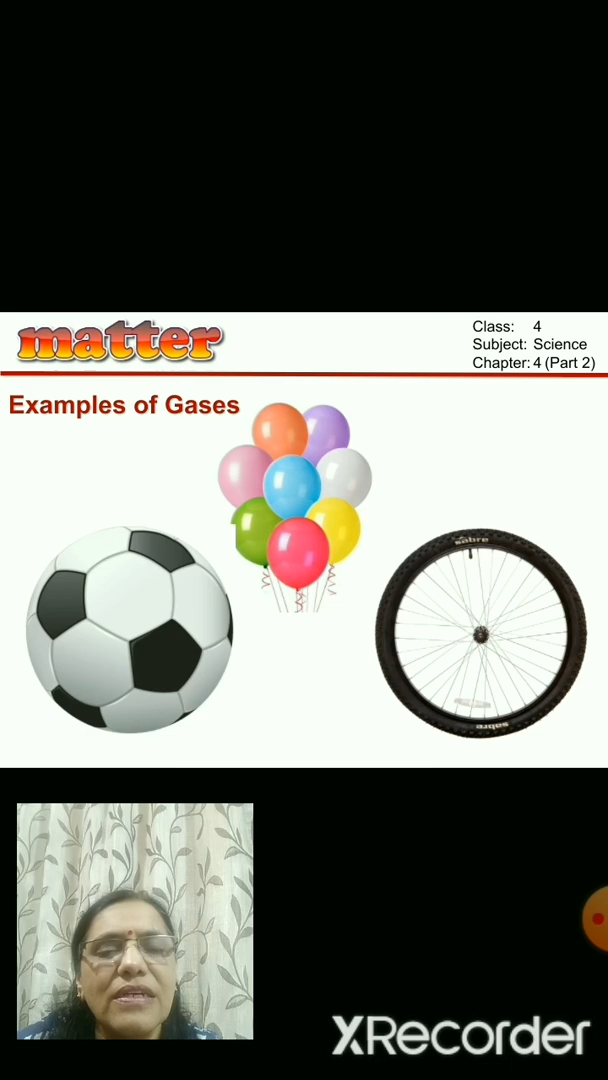 matter
Class: 4
Subject: Science
Chapter: 4 (Part 2)
Examples of Gases
sabre
sabre
XRecorder